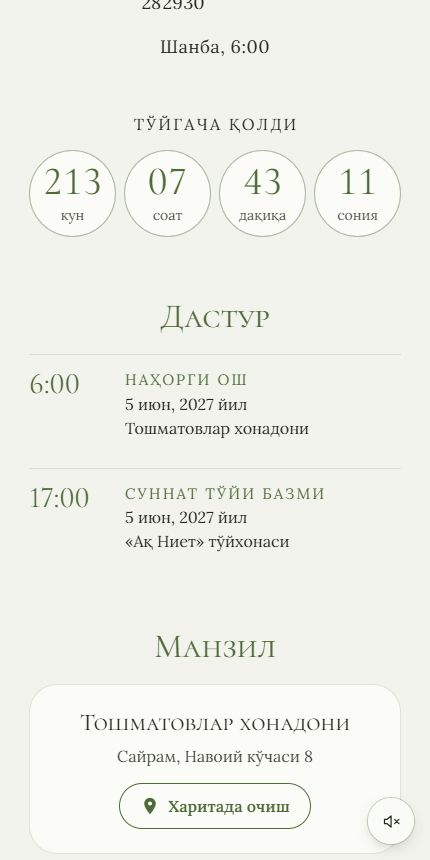 282930
Шанба, 6:00
ТЎЙГАЧА ҚОЛДИ
213 07 43 11
кун соат дақиқа сония
Дастур
6:00 НАҲОРГИ ОШ
5 июн, 2027 йил
Тошматовлар хонадони
17:00 СУННАТ ТЎЙИ БАЗМИ
5 июн, 2027 йил
«Ақ Ниет» тўйхонаси
Манзил
Тошматовлар хонадони
Сайрам, Навоий кўчаси 8
Харитада очиш